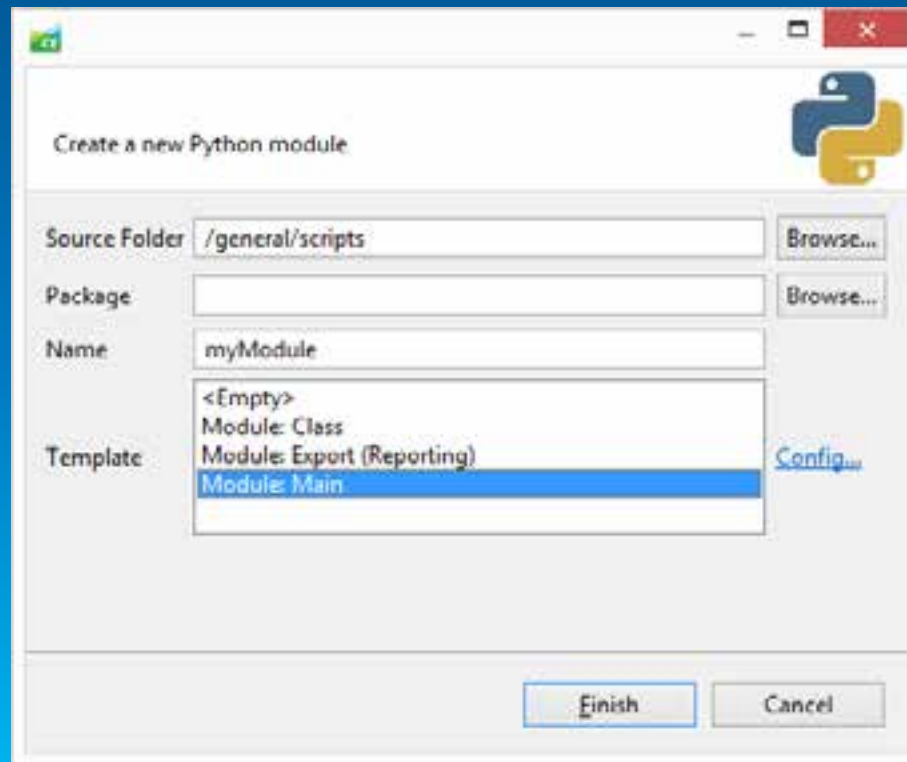 Create a new Python module
Source Folder /general/scripts Browse...
Package Browse...
Name myModule
<Empty>
Module: Class
Template Module: Export (Reporting) Config...
Module: Main
Finish Cancel